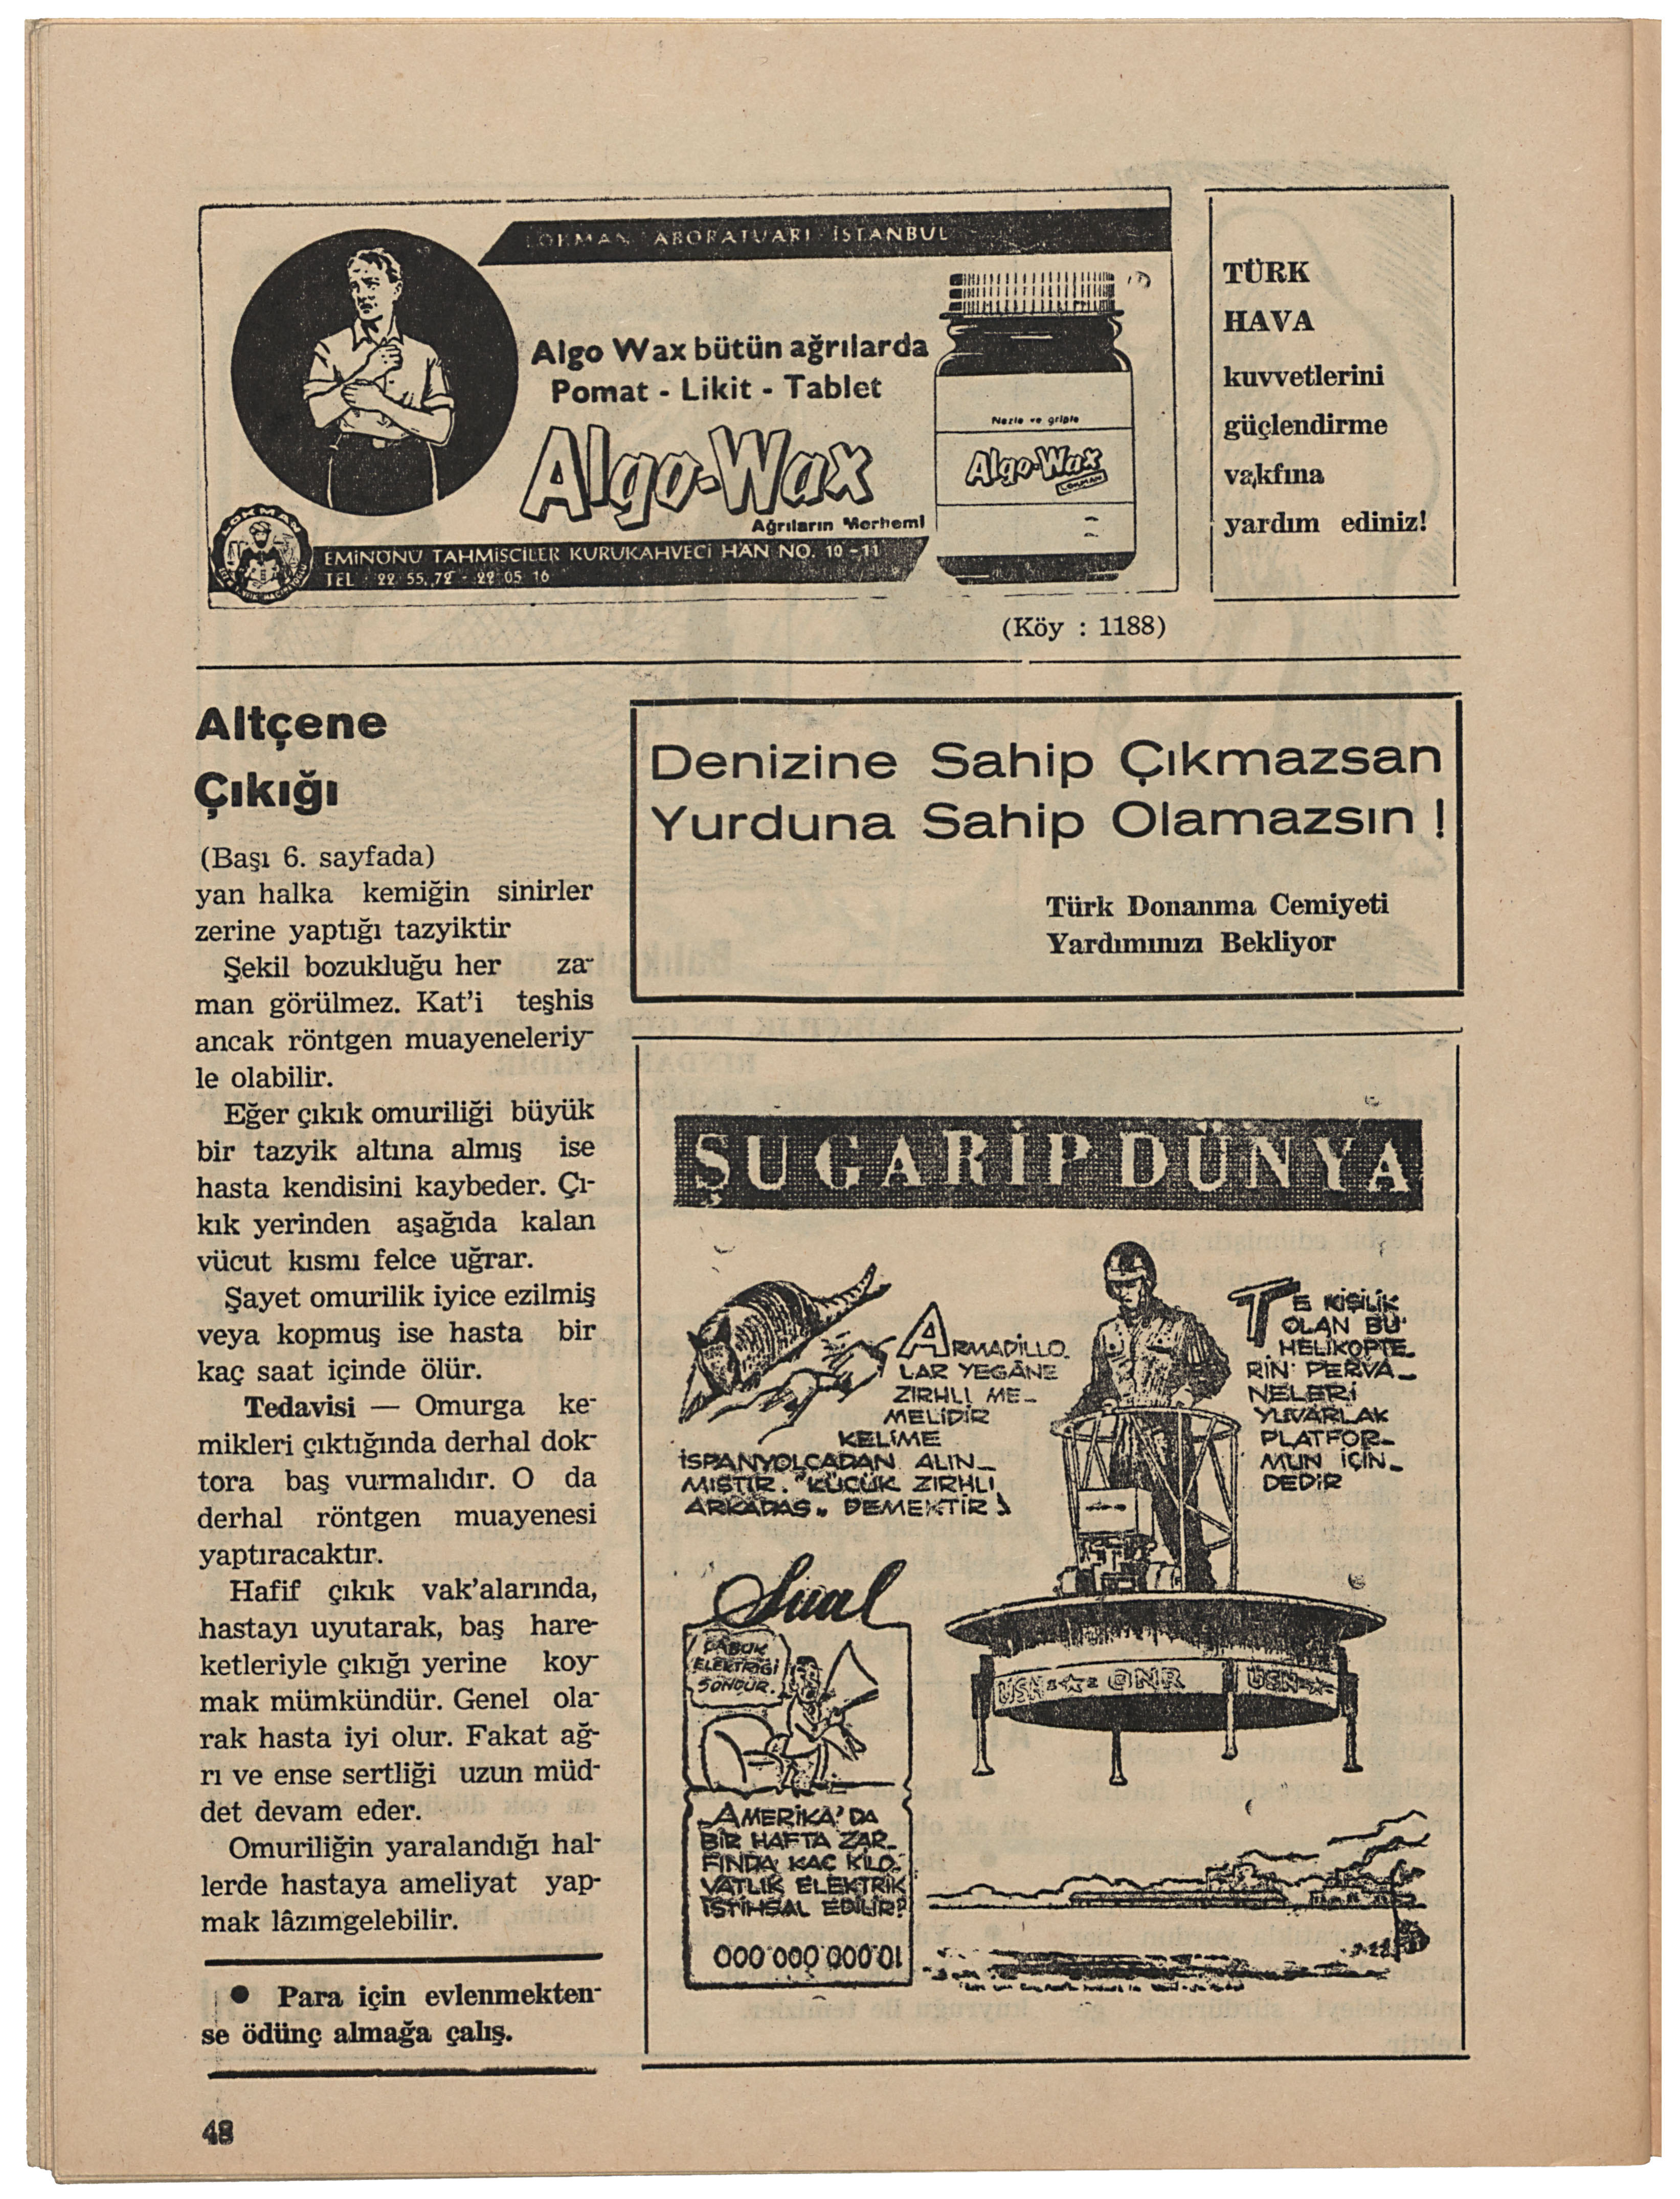 LOKMAN LABORATUARI İSTANBUL
Algo Wax bütün ağrılarda
Pomat - Likit - Tablet
Algo-Wax
Ağrıların Merhemi
Nezle ve gripte
Algo-Wax
LOKMAN
LOKMAN
EMİNÖNÜ TAHMİSCİLER KURUKAHVECİ HAN NO. 10-11
TEL 22 55 72 - 22 05 16
TÜRK
HAVA
kuvvetlerini
güçlendirme
vakfına
yardım ediniz!
(Köy : 1188)
Altçene
Çıkığı
(Başı 6. sayfada)
yan halka kemiğin sinirler
zerine yaptığı tazyiktir
Şekil bozukluğu her za-
man görülmez. Kat'i teşhis
ancak röntgen muayeneleriy-
le olabilir.
Eğer çıkık omuriliği büyük
bir tazyik altına almış ise
hasta kendisini kaybeder. Çı-
kık yerinden aşağıda kalan
vücut kısmı felce uğrar.
Şayet omurilik iyice ezilmiş
veya kopmuş ise hasta bir
kaç saat içinde ölür.
Tedavisi — Omurga ke-
mikleri çıktığında derhal dok-
tora baş vurmalıdır. O da
derhal röntgen muayenesi
yaptıracaktır.
Hafif çıkık vak'alarında,
hastayı uyutarak, baş hare-
ketleriyle çıkığı yerine koy-
mak mümkündür. Genel ola-
rak hasta iyi olur. Fakat ağ-
rı ve ense sertliği uzun müd-
det devam eder.
Omuriliğin yaralandığı hal-
lerde hastaya ameliyat yap-
mak lâzımgelebilir.
● Para için evlenmekten-
se ödünç almağa çalış.
Denizine Sahip Çıkmazsan
Yurduna Sahip Olamazsın !
Türk Donanma Cemiyeti
Yardımınızı Bekliyor
ŞU GARİP DÜNYA
ARMADİLLO
LAR YEGÂNE
ZIRHLI ME-
MELİDİR
KELİME
İSPANYOLCADAN ALIN-
MIŞTIR. "KÜÇÜK ZIRHLI
ARKADAŞ„ DEMEKTİR
TE KİŞİLİK
OLAN BU
HELİKOPTE-
RİN PERVA-
NELERİ
YUVARLAK
PLATFOR-
MUN İÇİN-
DEDİR
USN ONR USN
Sual
ÇABUK
ELEKTRİĞİ
SÖNDÜR.
AMERİKA'DA
BİR HAFTA ZAR-
FINDA KAÇ KİLO-
VATLIK ELEKTRİK
İSTİHSAL EDİLİR?
10 000 000 000
48